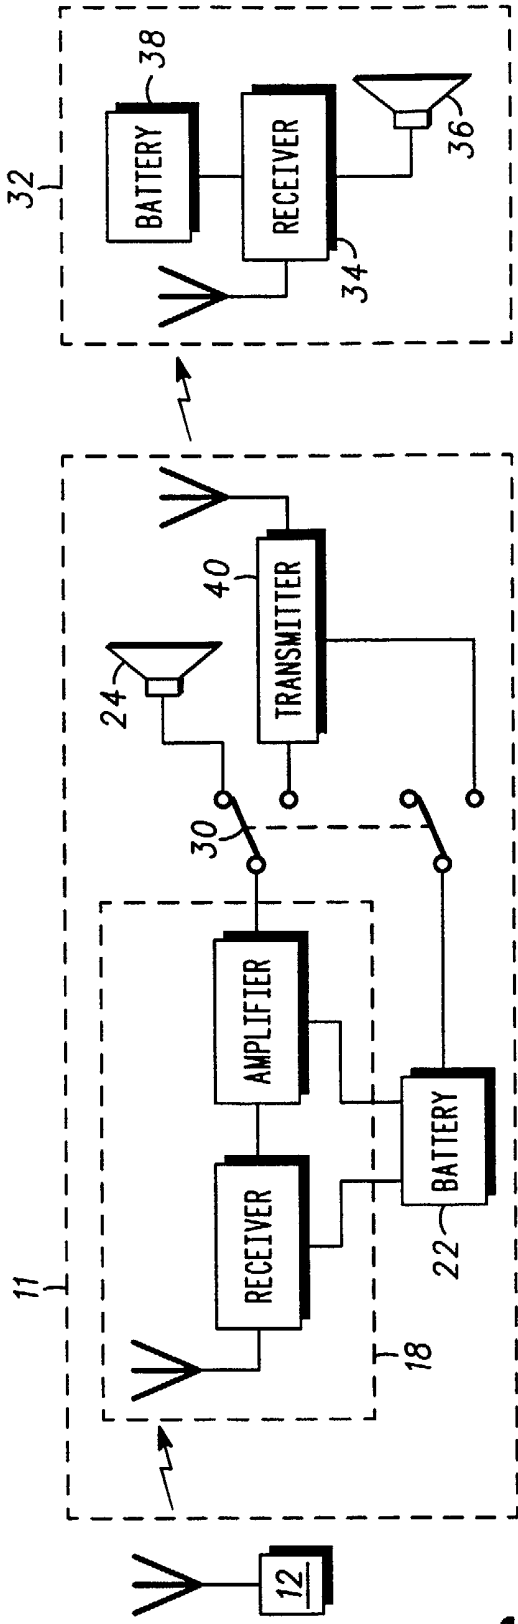 12
11
18
RECEIVER
AMPLIFIER
BATTERY
22
30
24
TRANSMITTER
40
32
BATTERY
38
RECEIVER
34
36